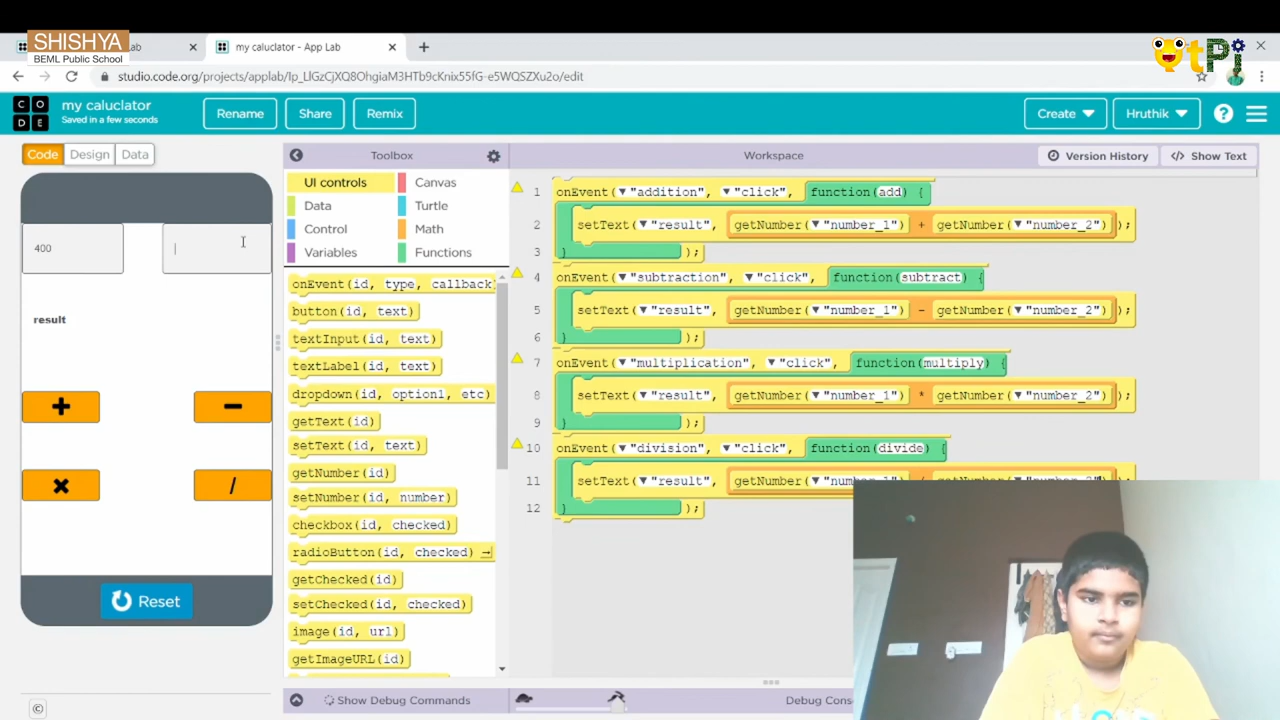 SHISHYA
BEML Public School
my caluclator - App Lab
studio.code.org/projects/applab/Ip_LlGzCjXQ8OhgiaM3HTb9cKnix55fG-e5WQSZXu2o/edit
C O
D E
my caluclator
Saved in a few seconds
Rename
Share
Remix
Create
Hruthik
?
Code
Design
Data
Toolbox
Workspace
Version History
Show Text
400
result
+
−
×
/
Reset
UI controls
Canvas
Data
Turtle
Control
Math
Variables
Functions
onEvent(id, type, callback)
button(id, text)
textInput(id, text)
textLabel(id, text)
dropdown(id, option1, etc)
getText(id)
setText(id, text)
getNumber(id)
setNumber(id, number)
checkbox(id, checked)
radioButton(id, checked)
getChecked(id)
setChecked(id, checked)
image(id, url)
getImageURL(id)
1 onEvent(▼"addition", ▼"click", function(add) {
2 setText(▼"result", getNumber(▼"number_1") + getNumber(▼"number_2"));
3 } );
4 onEvent(▼"subtraction", ▼"click", function(subtract) {
5 setText(▼"result", getNumber(▼"number_1") - getNumber(▼"number_2"));
6 } );
7 onEvent(▼"multiplication", ▼"click", function(multiply) {
8 setText(▼"result", getNumber(▼"number_1") * getNumber(▼"number_2"));
9 } );
10 onEvent(▼"division", ▼"click", function(divide) {
11 setText(▼"result", getNumber(▼"number_1"
12 } );
Show Debug Commands
Debug Cons
©